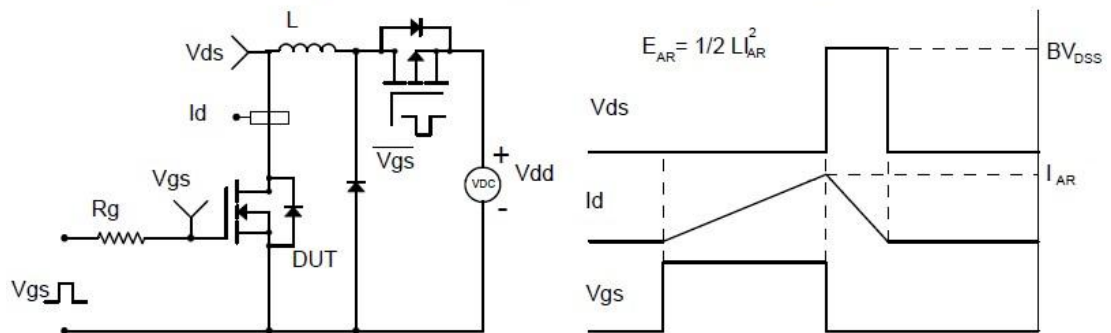 L
Vds
Id
Vgs
Rg
DUT
Vgs
Vgs
+
VDC
Vdd
-
E_AR = 1/2 LI_AR^2
BV_DSS
Vds
I_AR
Id
Vgs